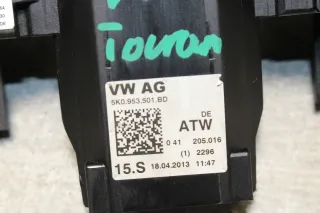 Touran
VW AG
5K0.953.501.BD
DE
ATW
0 41 205.016
(1) 2296
15.S 18.04.2013 11:47